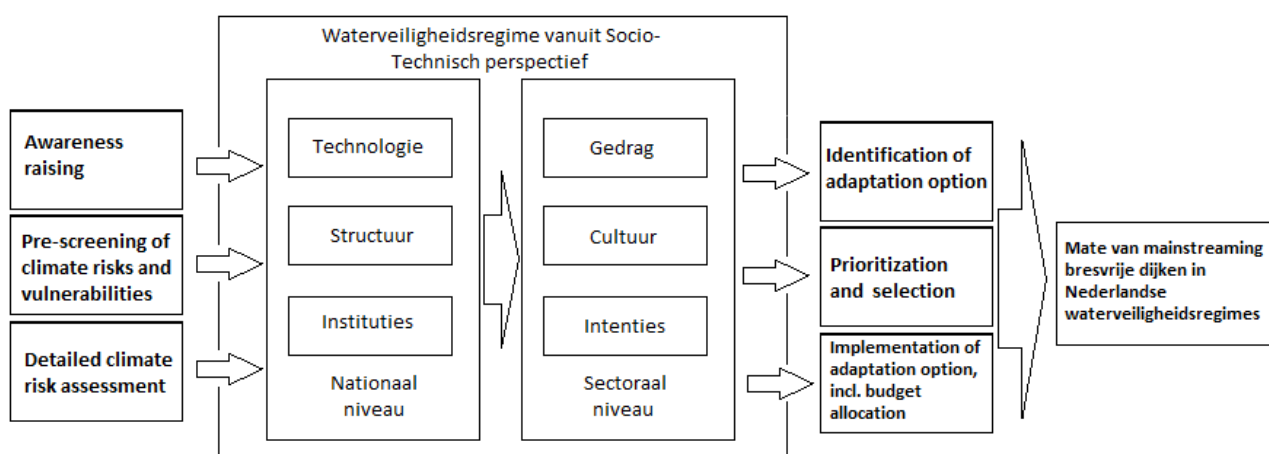 Waterveiligheidsregime vanuit Socio-
Technisch perspectief
Awareness
raising
Pre-screening of
climate risks and
vulnerabilities
Detailed climate
risk assessment
Technologie
Structuur
Instituties
Nationaal
niveau
Gedrag
Cultuur
Intenties
Sectoraal
niveau
Identification of
adaptation option
Prioritization
and selection
Implementation of
adaptation option,
incl. budget
allocation
Mate van mainstreaming
bresvrije dijken in
Nederlandse
waterveiligheidsregimes